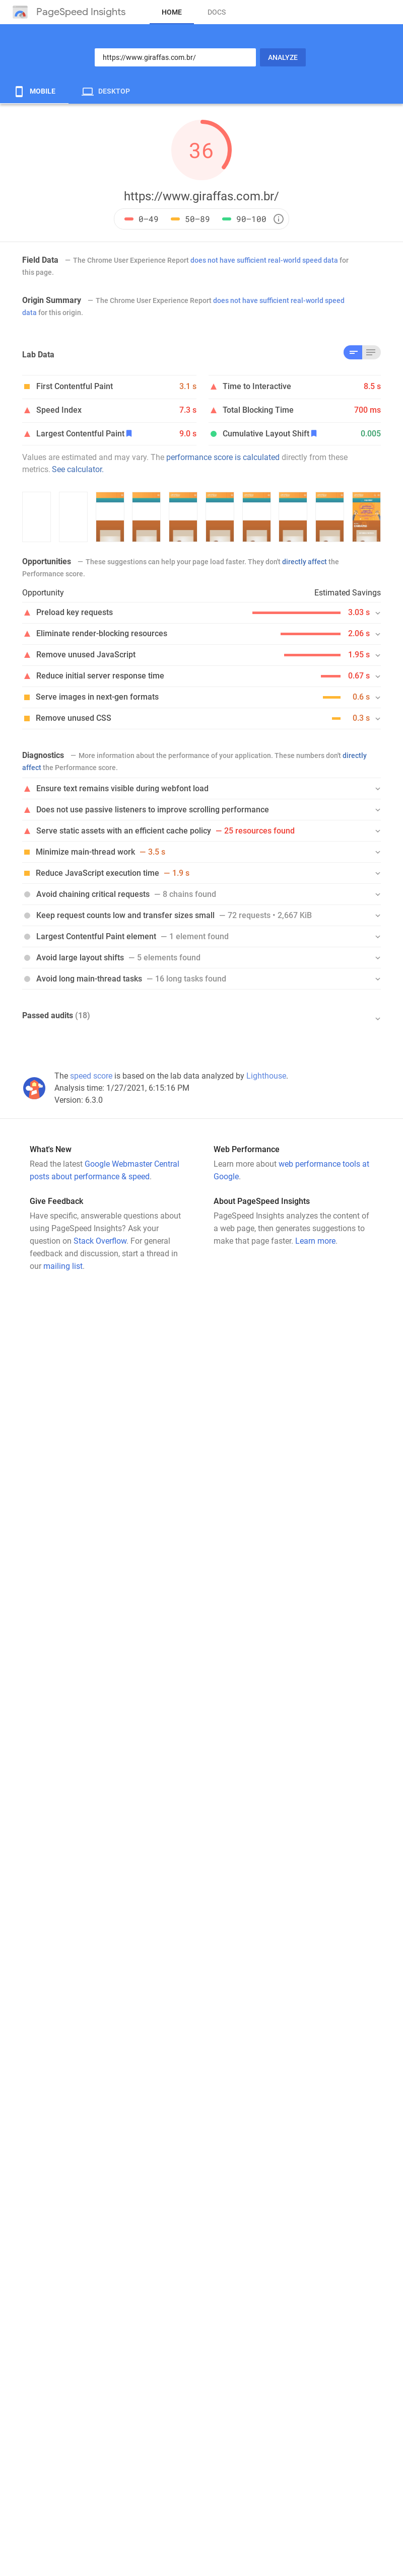 PageSpeed Insights HOME DOCS
https://www.giraffas.com.br/ ANALYZE
MOBILE DESKTOP
36
https://www.giraffas.com.br/
0–49 50–89 90–100
Field Data — The Chrome User Experience Report does not have sufficient real-world speed data for
this page.
Origin Summary — The Chrome User Experience Report does not have sufficient real-world speed
data for this origin.
Lab Data
First Contentful Paint 3.1 s Time to Interactive 8.5 s
Speed Index 7.3 s Total Blocking Time 700 ms
Largest Contentful Paint 9.0 s Cumulative Layout Shift 0.005
Values are estimated and may vary. The performance score is calculated directly from these
metrics. See calculator.
Opportunities — These suggestions can help your page load faster. They don't directly affect the
Performance score.
Opportunity Estimated Savings
Preload key requests 3.03 s
Eliminate render-blocking resources 2.06 s
Remove unused JavaScript 1.95 s
Reduce initial server response time 0.67 s
Serve images in next-gen formats 0.6 s
Remove unused CSS 0.3 s
Diagnostics — More information about the performance of your application. These numbers don't directly
affect the Performance score.
Ensure text remains visible during webfont load
Does not use passive listeners to improve scrolling performance
Serve static assets with an efficient cache policy — 25 resources found
Minimize main-thread work — 3.5 s
Reduce JavaScript execution time — 1.9 s
Avoid chaining critical requests — 8 chains found
Keep request counts low and transfer sizes small — 72 requests • 2,667 KiB
Largest Contentful Paint element — 1 element found
Avoid large layout shifts — 5 elements found
Avoid long main-thread tasks — 16 long tasks found
Passed audits (18)
The speed score is based on the lab data analyzed by Lighthouse.
Analysis time: 1/27/2021, 6:15:16 PM
Version: 6.3.0
What's New
Read the latest Google Webmaster Central
posts about performance & speed.
Web Performance
Learn more about web performance tools at
Google.
Give Feedback
Have specific, answerable questions about
using PageSpeed Insights? Ask your
question on Stack Overflow. For general
feedback and discussion, start a thread in
our mailing list.
About PageSpeed Insights
PageSpeed Insights analyzes the content of
a web page, then generates suggestions to
make that page faster. Learn more.